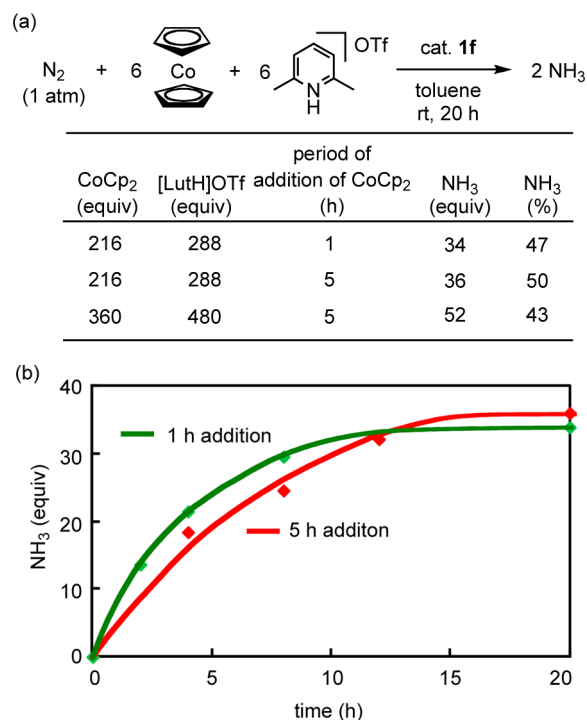 (a)
N2 + 6 Co + 6 N H OTf cat. 1f 2 NH3
(1 atm) toluene
rt, 20 h
period of
CoCp2 [LutH]OTf addition of CoCp2 NH3 NH3
(equiv) (equiv) (h) (equiv) (%)
216 288 1 34 47
216 288 5 36 50
360 480 5 52 43
(b)
40
30
20
10
0
NH3 (equiv)
1 h addition
5 h additon
0 5 10 15 20
time (h)